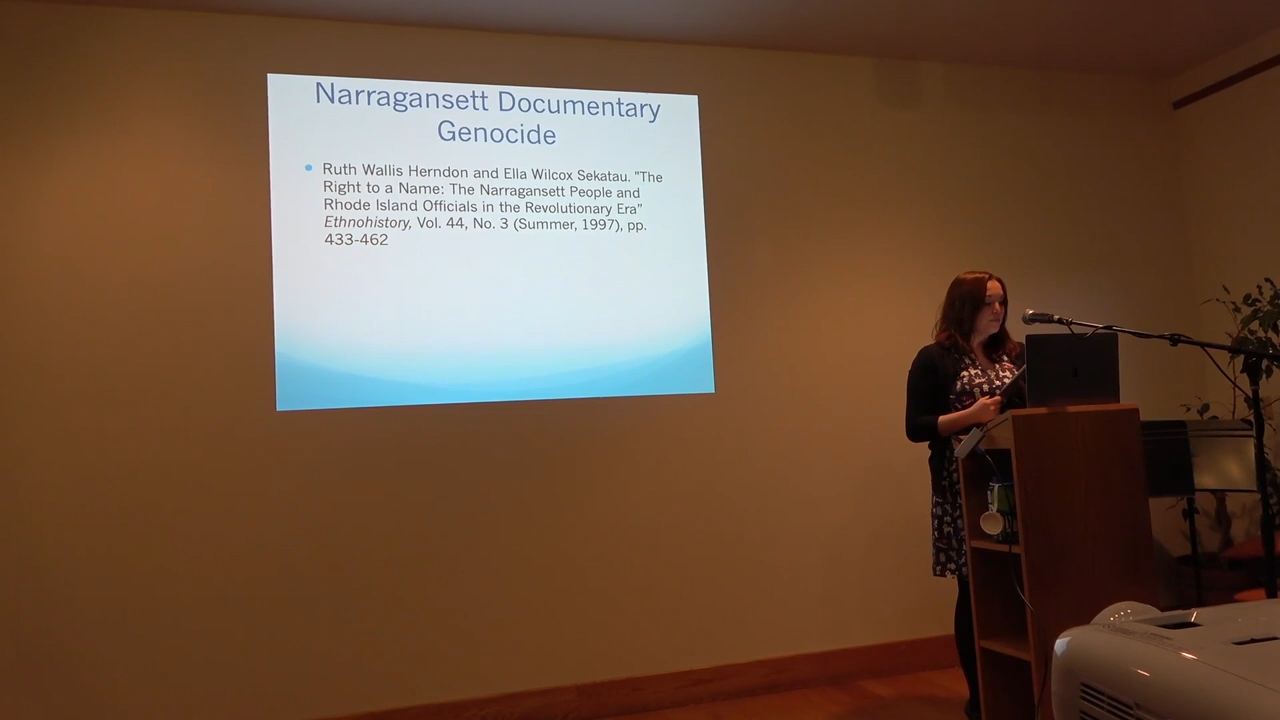 Narragansett Documentary
Genocide
• Ruth Wallis Herndon and Ella Wilcox Sekatau. "The
Right to a Name: The Narragansett People and
Rhode Island Officials in the Revolutionary Era”
Ethnohistory, Vol. 44, No. 3 (Summer, 1997), pp.
433-462